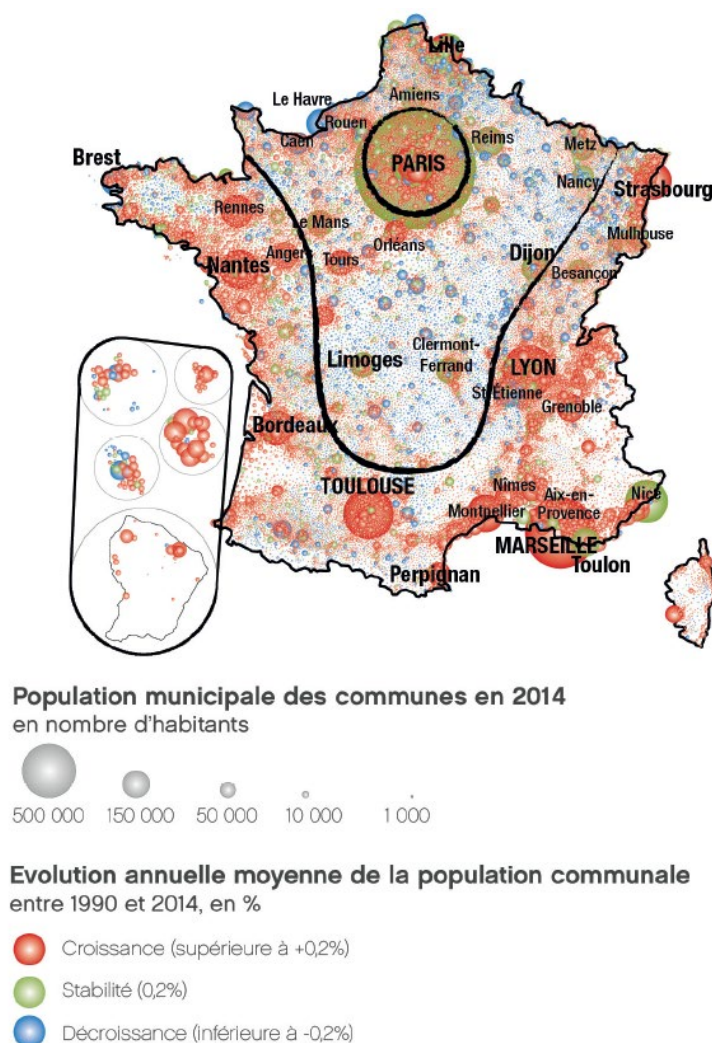 Lille
Le Havre
Amiens
Rouen
Caen
Reims
Metz
PARIS
Brest
Nancy
Strasbourg
Rennes
Le Mans
Mulhouse
Orléans
Dijon
Anger
Tours
Nantes
Besançon
Clermont-
Ferrand
Limoges
LYON
St-Etienne
Grenoble
Bordeaux
TOULOUSE
Nîmes
Aix-en-
Provence
Nice
Montpellier
MARSEILLE
Toulon
Perpignan
Population municipale des communes en 2014
en nombre d'habitants
500 000 150 000 50 000 10 000 1 000
Evolution annuelle moyenne de la population communale
entre 1990 et 2014, en %
Croissance (supérieure à +0,2%)
Stabilité (0,2%)
Décroissance (inférieure à -0,2%)